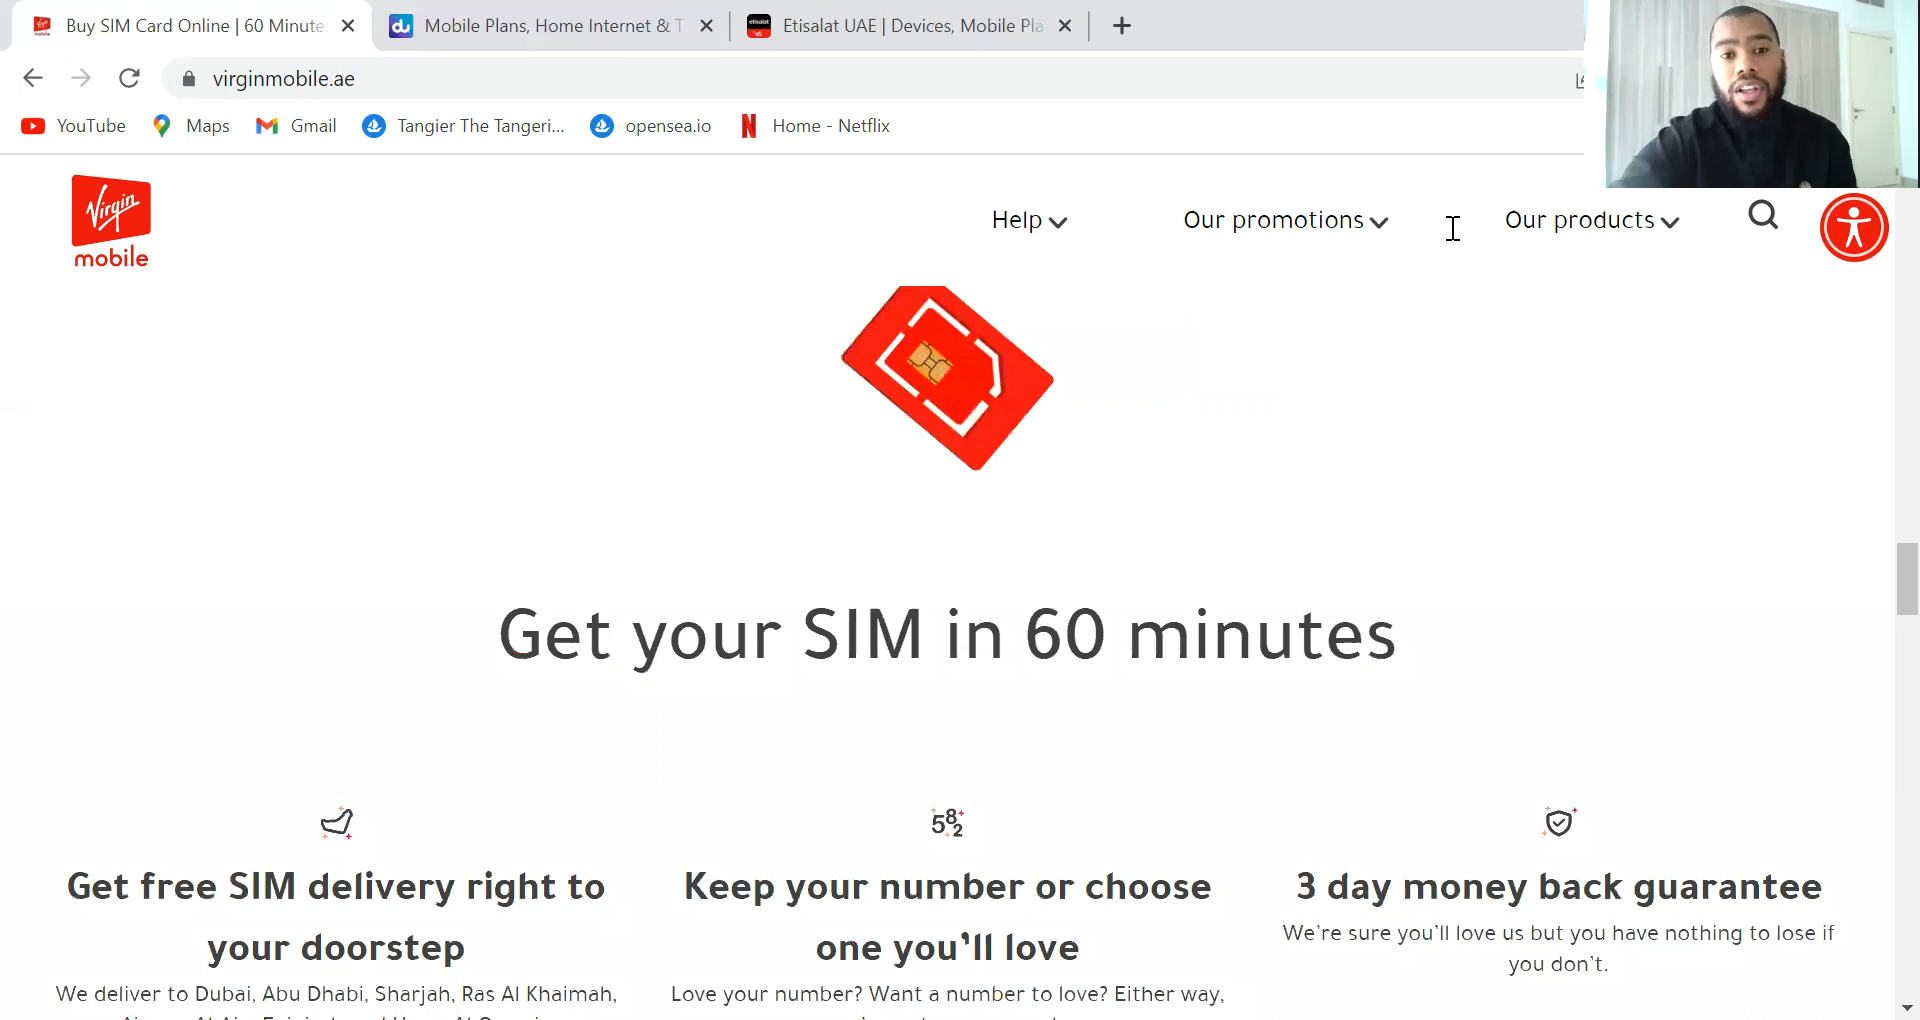 Buy SIM Card Online | 60 Minute
Mobile Plans, Home Internet & T
etisalat
Etisalat UAE | Devices, Mobile Pla
virginmobile.ae
YouTube
Maps
Gmail
Tangier The Tangeri...
opensea.io
Home - Netflix
Virgin
mobile
Help
Our promotions
Our products
Get your SIM in 60 minutes
582
Get free SIM delivery right to
your doorstep
We deliver to Dubai, Abu Dhabi, Sharjah, Ras Al Khaimah,
Keep your number or choose
one you'll love
Love your number? Want a number to love? Either way,
3 day money back guarantee
We're sure you'll love us but you have nothing to lose if
you don't.